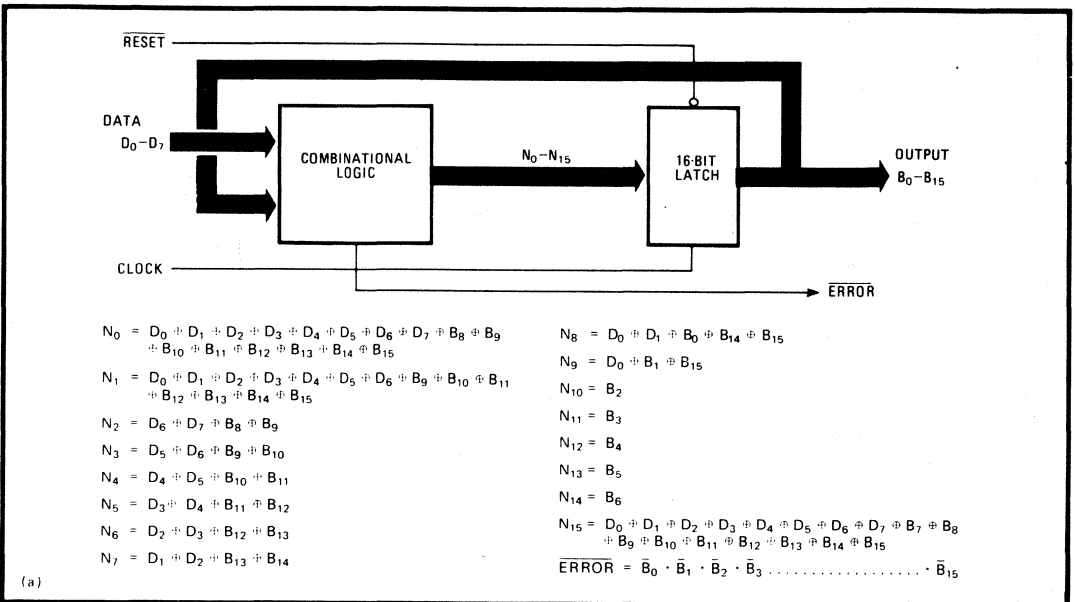 RESET
DATA
D0–D7
COMBINATIONAL
LOGIC
N0–N15
16-BIT
LATCH
OUTPUT
B0–B15
CLOCK
ERROR
N0 = D0 ⊕ D1 ⊕ D2 ⊕ D3 ⊕ D4 ⊕ D5 ⊕ D6 ⊕ D7 ⊕ B8 ⊕ B9
⊕ B10 ⊕ B11 ⊕ B12 ⊕ B13 ⊕ B14 ⊕ B15
N1 = D0 ⊕ D1 ⊕ D2 ⊕ D3 ⊕ D4 ⊕ D5 ⊕ D6 ⊕ B9 ⊕ B10 ⊕ B11
⊕ B12 ⊕ B13 ⊕ B14 ⊕ B15
N2 = D6 ⊕ D7 ⊕ B8 ⊕ B9
N3 = D5 ⊕ D6 ⊕ B9 ⊕ B10
N4 = D4 ⊕ D5 ⊕ B10 ⊕ B11
N5 = D3 ⊕ D4 ⊕ B11 ⊕ B12
N6 = D2 ⊕ D3 ⊕ B12 ⊕ B13
N7 = D1 ⊕ D2 ⊕ B13 ⊕ B14
N8 = D0 ⊕ D1 ⊕ B0 ⊕ B14 ⊕ B15
N9 = D0 ⊕ B1 ⊕ B15
N10 = B2
N11 = B3
N12 = B4
N13 = B5
N14 = B6
N15 = D0 ⊕ D1 ⊕ D2 ⊕ D3 ⊕ D4 ⊕ D5 ⊕ D6 ⊕ D7 ⊕ B7 ⊕ B8
⊕ B9 ⊕ B10 ⊕ B11 ⊕ B12 ⊕ B13 ⊕ B14 ⊕ B15
E̅R̅R̅O̅R̅ = B̅0 · B̅1 · B̅2 · B̅3 . . . . . . . . . . . . . . . . . . . · B̅15
(a)